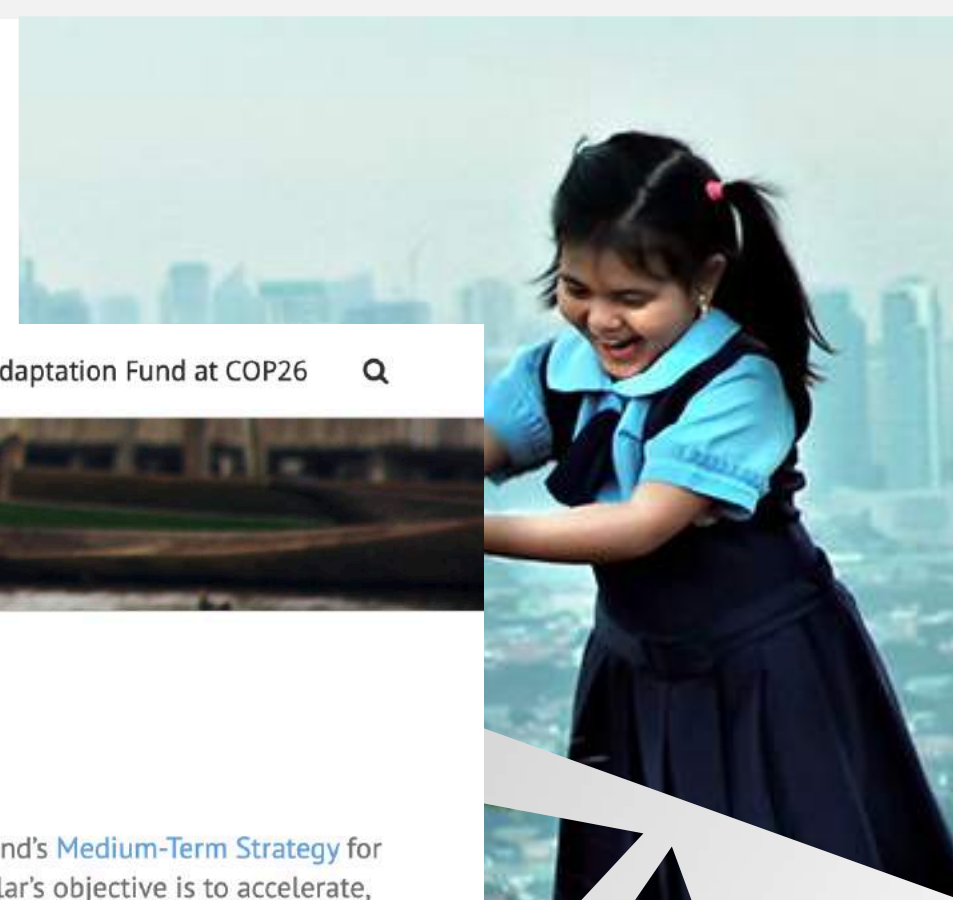 daptation Fund at COP26
nd's Medium-Term Strategy for
lar's objective is to accelerate,